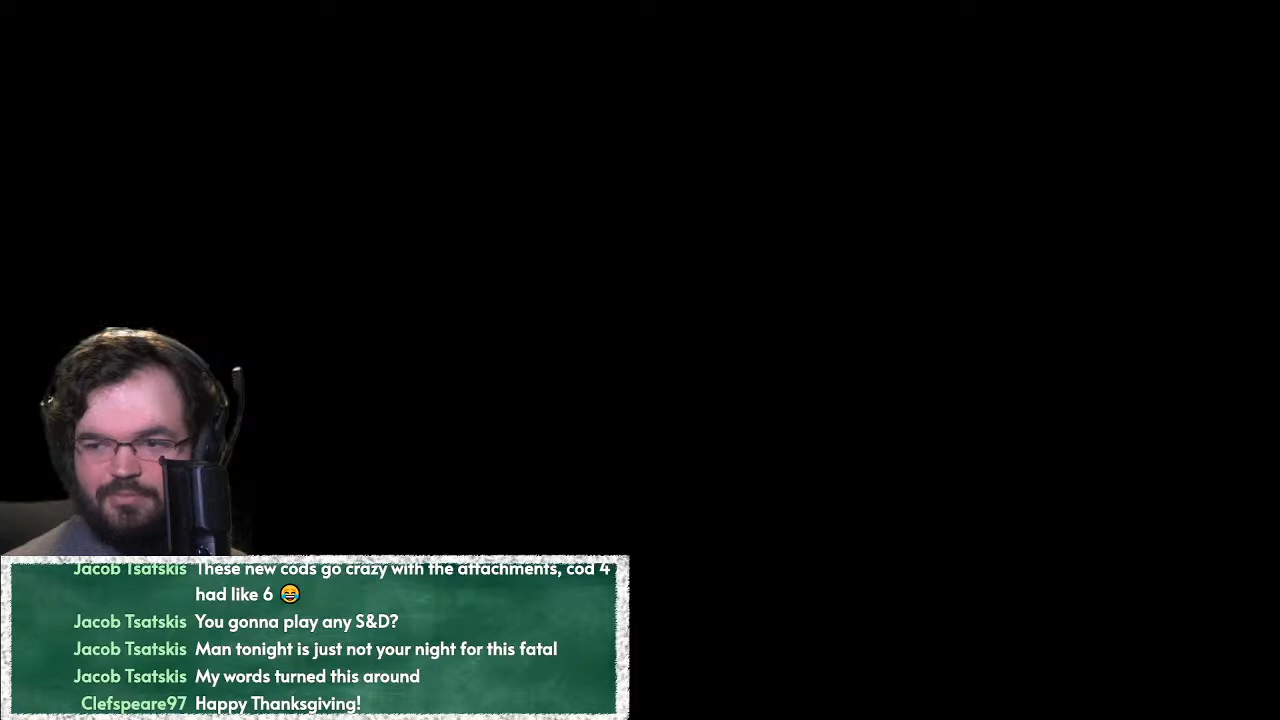 Jacob Tsatskis These new cods go crazy with the attachments, cod 4
had like 6 😂
Jacob Tsatskis You gonna play any S&D?
Jacob Tsatskis Man tonight is just not your night for this fatal
Jacob Tsatskis My words turned this around
Clefspeare97 Happy Thanksgiving!